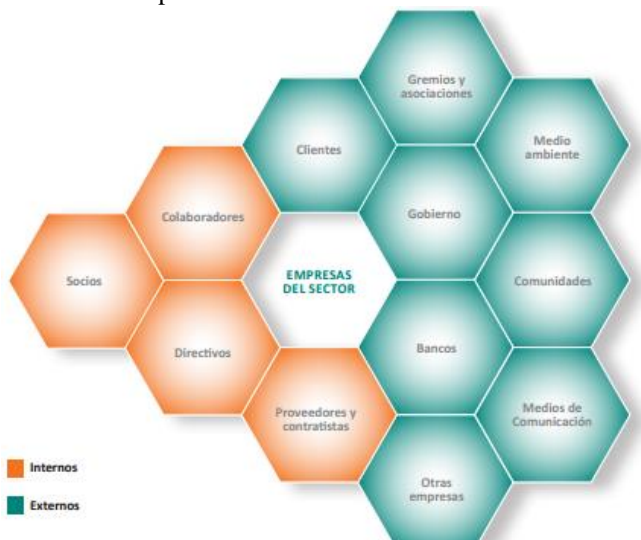 Gremios y
asociaciones
Clientes
Medio
ambiente
Colaboradores
Gobierno
Socios
EMPRESAS
DEL SECTOR
Comunidades
Directivos
Bancos
Proveedores y
contratistas
Medios de
Comunicación
Otras
empresas
Internos
Externos